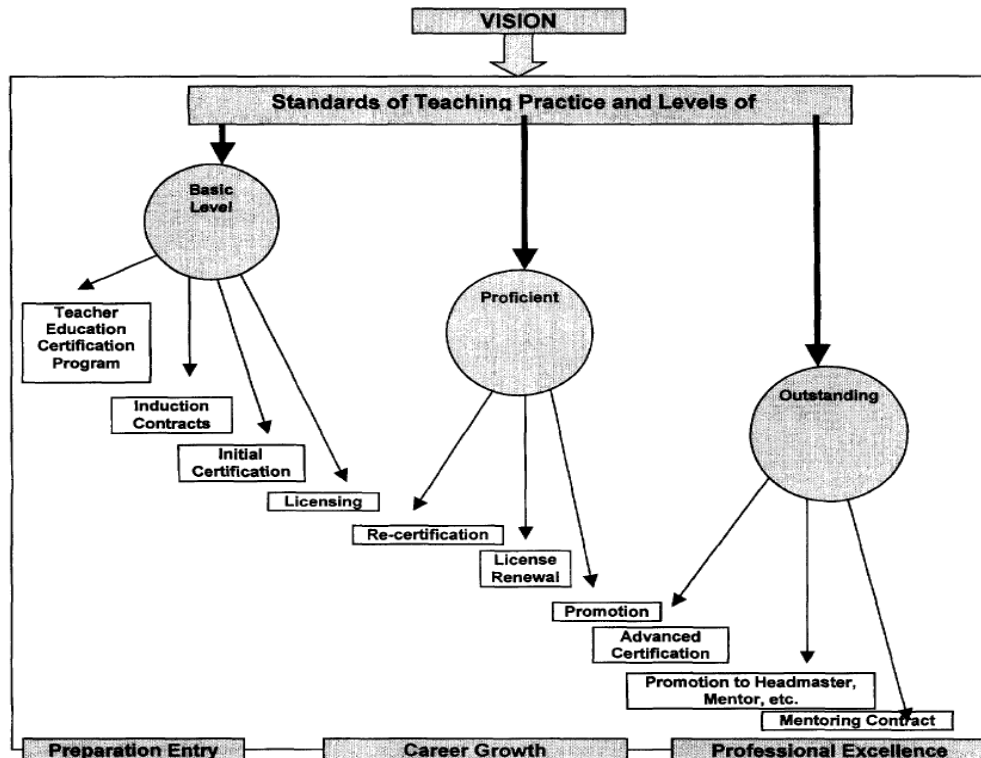 VISION
Standards of Teaching Practice and Levels of
Basic
Level
Proficient
Outstanding
Teacher
Education
Certification
Program
Induction
Contracts
Initial
Certification
Licensing
Re-certification
License
Renewal
Promotion
Advanced
Certification
Promotion to Headmaster,
Mentor, etc.
Mentoring Contract
Preparation Entry
Career Growth
Professional Excellence